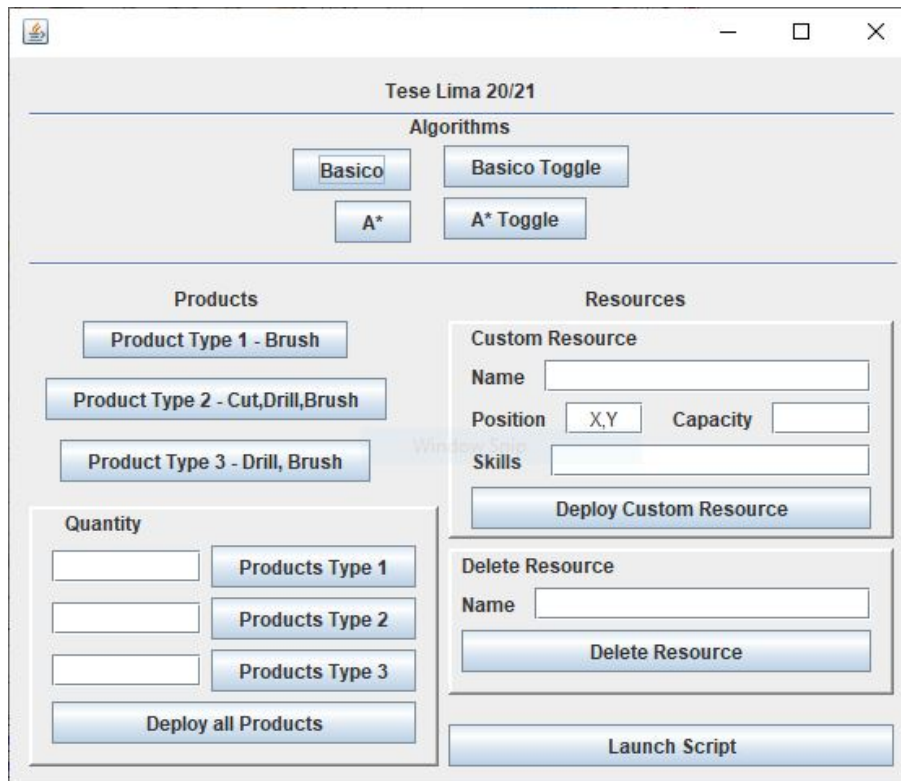 Tese Lima 20/21
Algorithms
Basico Basico Toggle
A* A* Toggle
Products
Product Type 1 - Brush
Product Type 2 - Cut,Drill,Brush
Product Type 3 - Drill, Brush
Quantity
Products Type 1
Products Type 2
Products Type 3
Deploy all Products
Resources
Custom Resource
Name
Position X,Y Capacity
Window Snip
Skills
Deploy Custom Resource
Delete Resource
Name
Delete Resource
Launch Script